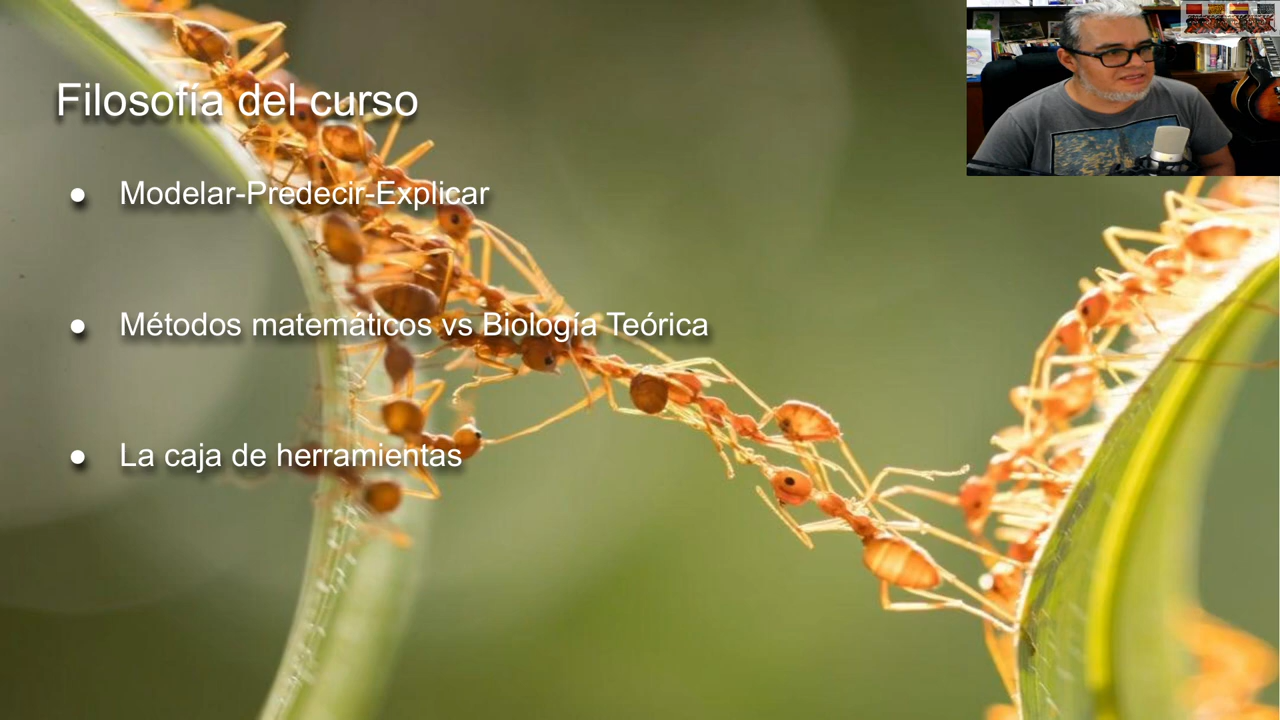 Filosofía del curso
● Modelar-Predecir-Explicar
● Métodos matemáticos vs Biología Teórica
● La caja de herramientas